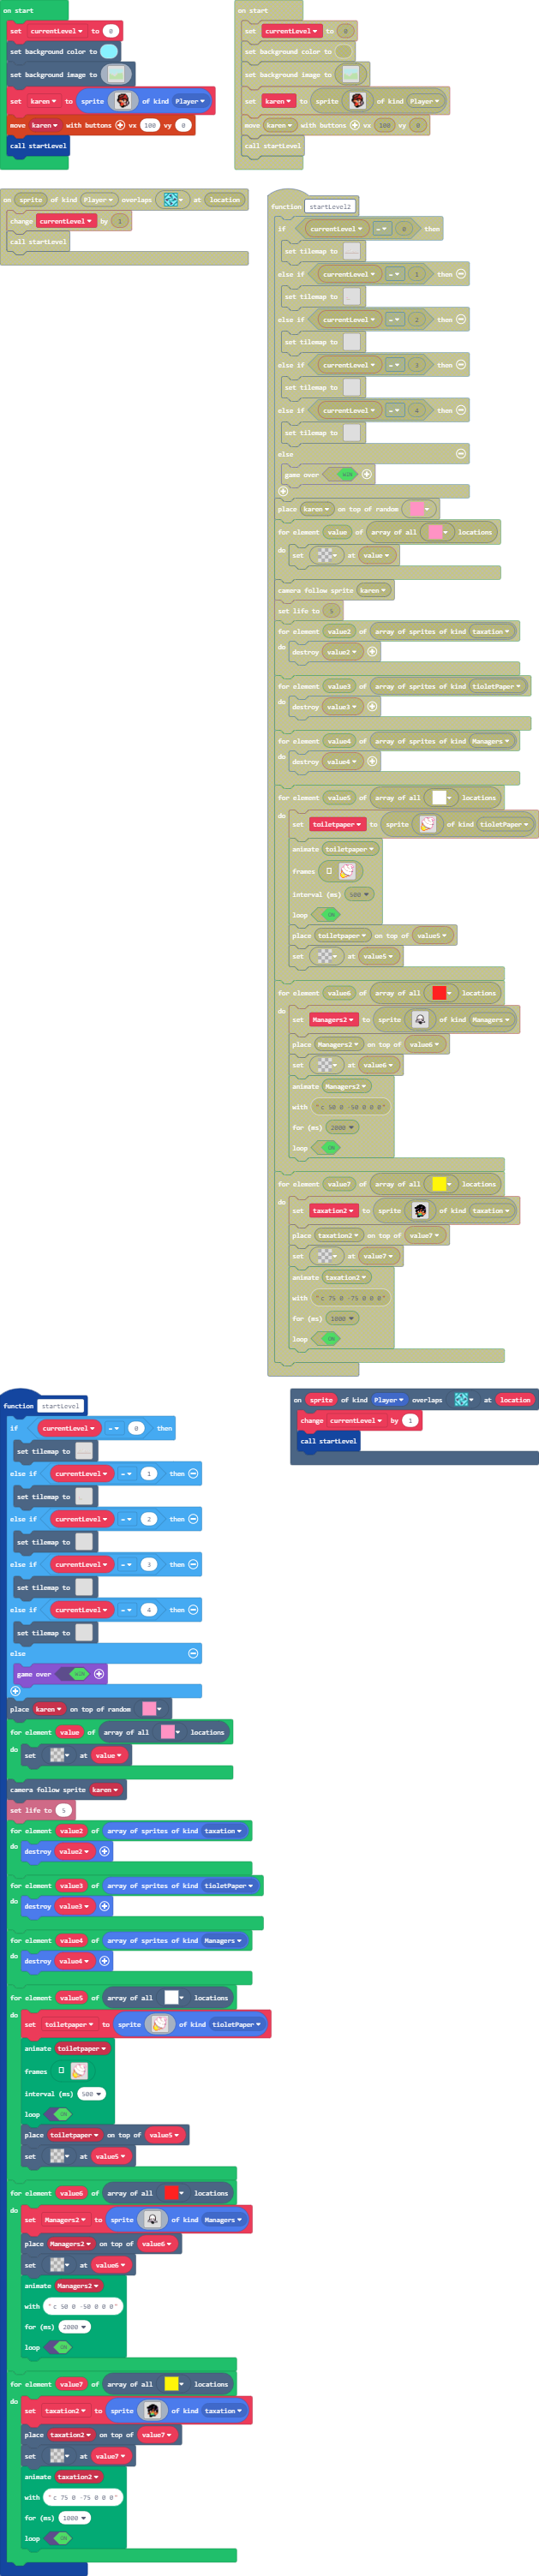 on start
set currentLevel to 0
set background color to
set background image to
set karen to sprite of kind Player
move karen with buttons vx 100 vy 0
call startLevel
on start
set currentLevel to 0
set background color to
set background image to
set karen to sprite of kind Player
move karen with buttons vx 100 vy 0
call startLevel
on sprite of kind Player overlaps at location
change currentLevel by 1
call startLevel
function startLevel2
if currentLevel = 0 then
set tilemap to
else if currentLevel = 1 then
set tilemap to
else if currentLevel = 2 then
set tilemap to
else if currentLevel = 3 then
set tilemap to
else if currentLevel = 4 then
set tilemap to
else
game over WIN
place karen on top of random
for element value of array of all locations
do
set at value
camera follow sprite karen
set life to 5
for element value2 of array of sprites of kind taxation
do
destroy value2
for element value3 of array of sprites of kind tioletPaper
do
destroy value3
for element value4 of array of sprites of kind Managers
do
destroy value4
for element value5 of array of all locations
do
set toiletpaper to sprite of kind tioletPaper
animate toiletpaper
frames
interval (ms) 500
loop ON
place toiletpaper on top of value5
set at value5
for element value6 of array of all locations
do
set Managers2 to sprite of kind Managers
place Managers2 on top of value6
set at value6
animate Managers2
with "c 50 0 -50 0 0 0"
for (ms) 2000
loop ON
for element value7 of array of all locations
do
set taxation2 to sprite of kind taxation
place taxation2 on top of value7
set at value7
animate taxation2
with "c 75 0 -75 0 0 0"
for (ms) 1000
loop ON
function startLevel
if currentLevel = 0 then
set tilemap to
else if currentLevel = 1 then
set tilemap to
else if currentLevel = 2 then
set tilemap to
else if currentLevel = 3 then
set tilemap to
else if currentLevel = 4 then
set tilemap to
else
game over WIN
place karen on top of random
for element value of array of all locations
do
set at value
camera follow sprite karen
set life to 5
for element value2 of array of sprites of kind taxation
do
destroy value2
for element value3 of array of sprites of kind tioletPaper
do
destroy value3
for element value4 of array of sprites of kind Managers
do
destroy value4
for element value5 of array of all locations
do
set toiletpaper to sprite of kind tioletPaper
animate toiletpaper
frames
interval (ms) 500
loop ON
place toiletpaper on top of value5
set at value5
for element value6 of array of all locations
do
set Managers2 to sprite of kind Managers
place Managers2 on top of value6
set at value6
animate Managers2
with "c 50 0 -50 0 0 0"
for (ms) 2000
loop ON
for element value7 of array of all locations
do
set taxation2 to sprite of kind taxation
place taxation2 on top of value7
set at value7
animate taxation2
with "c 75 0 -75 0 0 0"
for (ms) 1000
loop ON
on sprite of kind Player overlaps at location
change currentLevel by 1
call startLevel